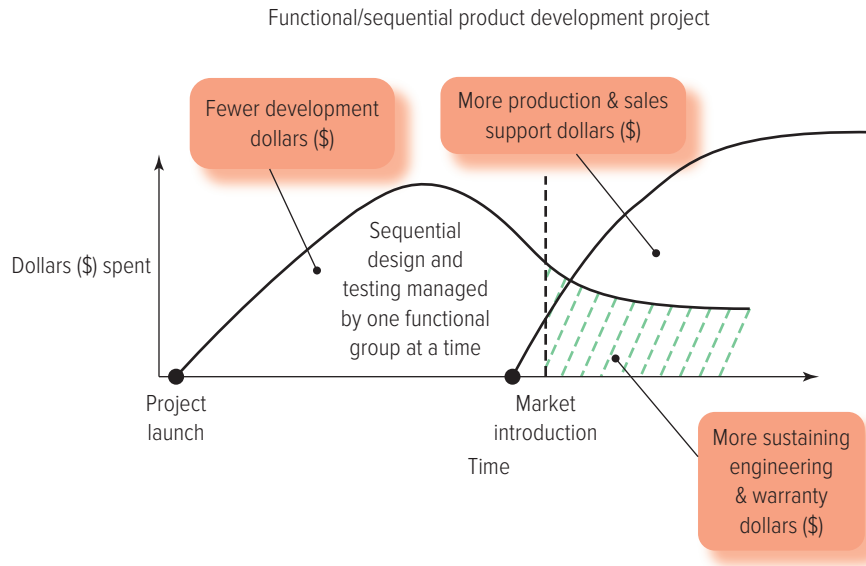 Functional/sequential product development project
Fewer development
dollars ($)
More production & sales
support dollars ($)
Dollars ($) spent
Sequential
design and
testing managed
by one functional
group at a time
Project
launch
Market
introduction
Time
More sustaining
engineering
& warranty
dollars ($)